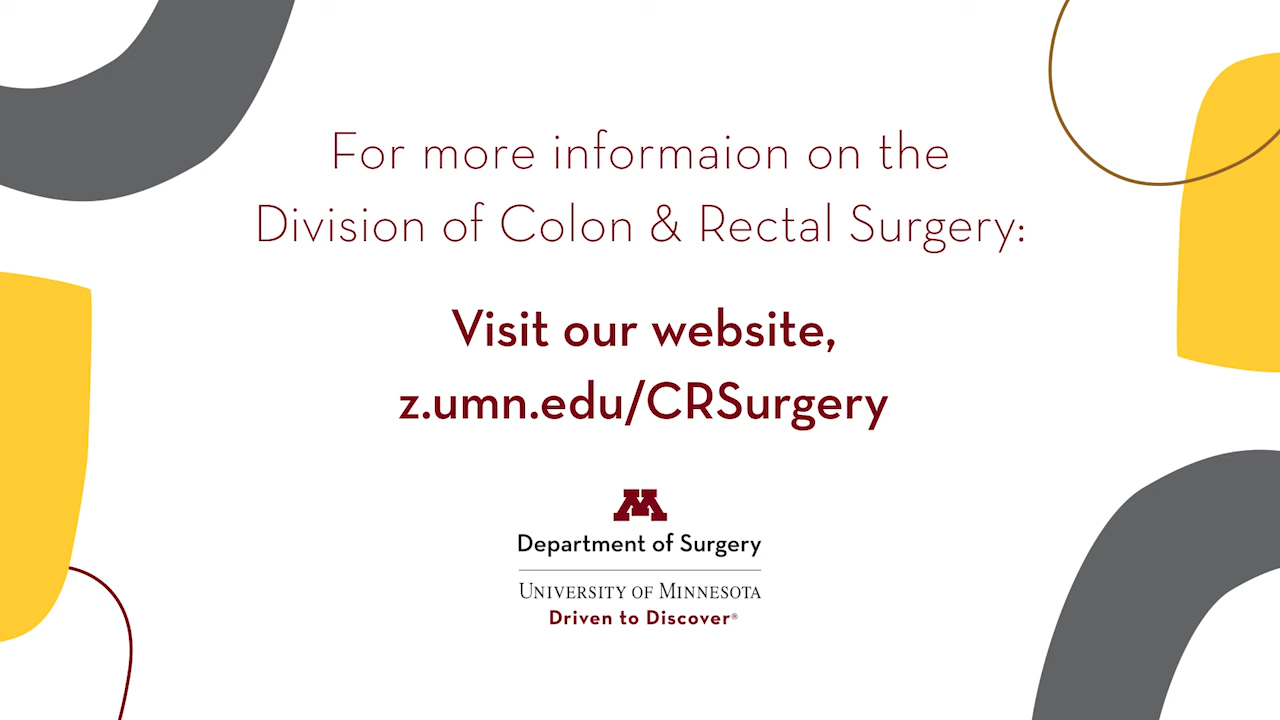 For more informaion on the
Division of Colon & Rectal Surgery:
Visit our website,
z.umn.edu/CRSurgery
M
Department of Surgery
University of Minnesota
Driven to Discover®